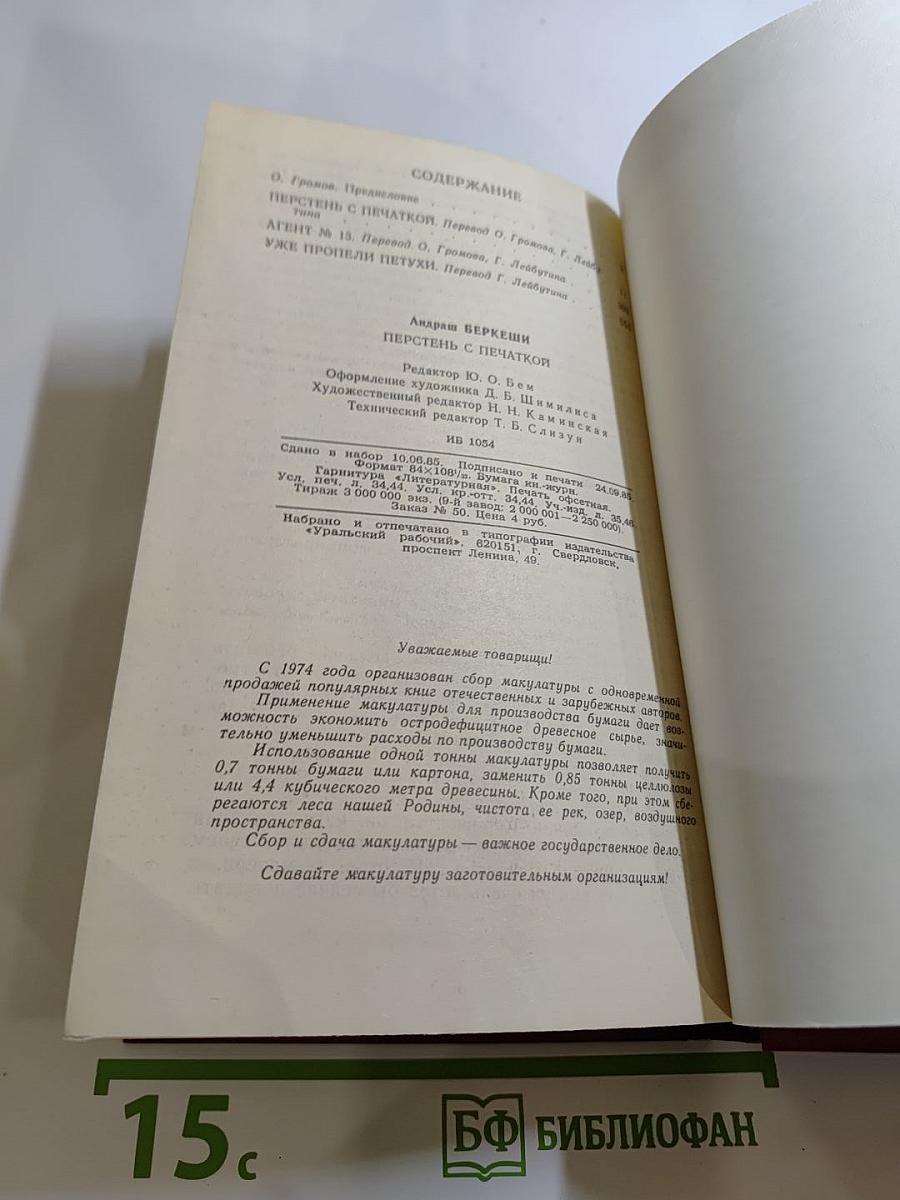 СОДЕРЖАНИЕ
О. Громов. Предисловие . . . . . . .
ПЕРСТЕНЬ С ПЕЧАТКОЙ. Перевод О. Громова, Г. Лейбу-
тина . . . . . . . . .
АГЕНТ № 13. Перевод О. Громова, Г. Лейбутина .
УЖЕ ПРОПЕЛИ ПЕТУХИ. Перевод Г. Лейбутина .
Андраш БЕРКЕШИ
ПЕРСТЕНЬ С ПЕЧАТКОЙ
Редактор Ю. О. Бем
Оформление художника Д. Б. Шимилиса
Художественный редактор Н. Н. Каминская
Технический редактор Т. Б. Слизун
ИБ 1054
Сдано в набор 10.06.85. Подписано к печати 24.09.85.
Формат 84×108¹/₃₂. Бумага кн.-журн.
Гарнитура «Литературная». Печать офсетная.
Усл. печ. л. 34,44. Усл. кр.-отт. 34,44. Уч.-изд. л. 35,46.
Тираж 3 000 000 экз. (9-й завод: 2 000 001—2 250 000).
Заказ № 50. Цена 4 руб.
Набрано и отпечатано в типографии издательства
«Уральский рабочий», 620151, г. Свердловск,
проспект Ленина, 49.
Уважаемые товарищи!
С 1974 года организован сбор макулатуры с одновременной
продажей популярных книг отечественных и зарубежных авторов.
Применение макулатуры для производства бумаги дает воз-
можность экономить остродефицитное древесное сырье, значи-
тельно уменьшить расходы по производству бумаги.
Использование одной тонны макулатуры позволяет получить
0,7 тонны бумаги или картона, заменить 0,85 тонны целлюлозы
или 4,4 кубического метра древесины. Кроме того, при этом сбе-
регаются леса нашей Родины, чистота ее рек, озер, воздушного
пространства.
Сбор и сдача макулатуры — важное государственное дело.
Сдавайте макулатуру заготовительным организациям!
15 с
БФ БИБЛИОФАН